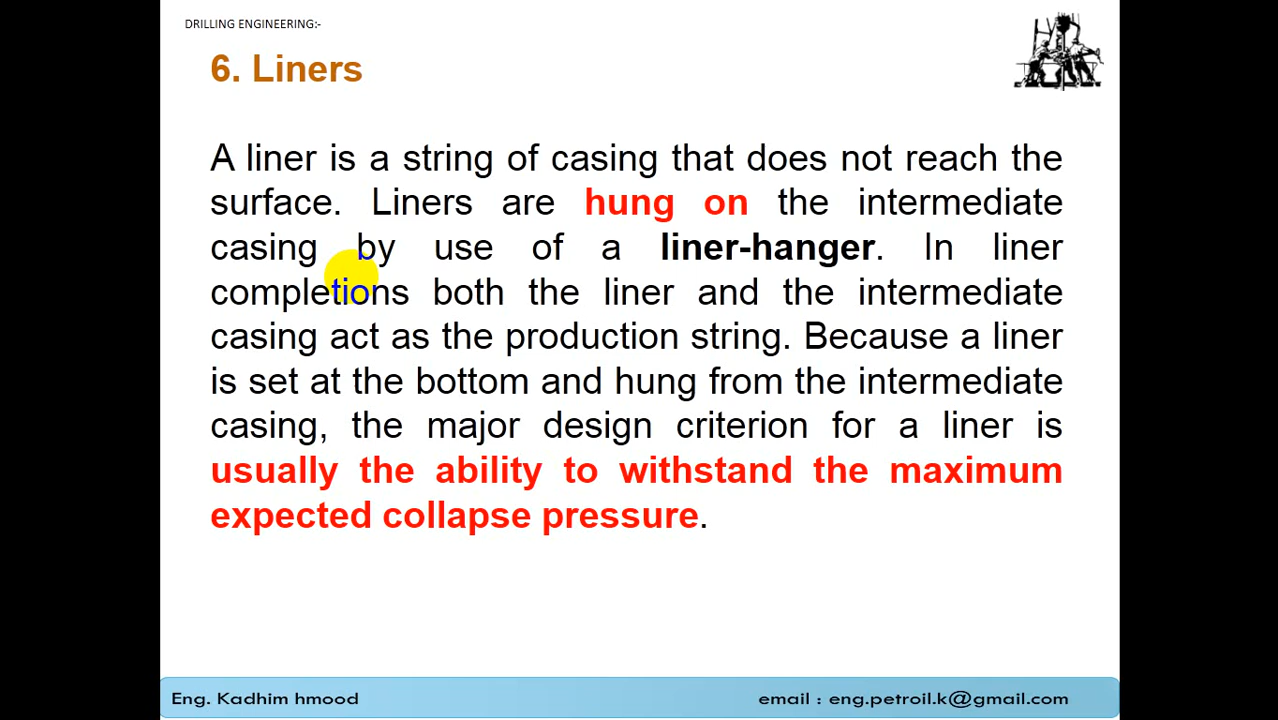 DRILLING ENGINEERING:-
6. Liners
A liner is a string of casing that does not reach the
surface. Liners are hung on the intermediate
casing by use of a liner-hanger. In liner
completions both the liner and the intermediate
casing act as the production string. Because a liner
is set at the bottom and hung from the intermediate
casing, the major design criterion for a liner is
usually the ability to withstand the maximum
expected collapse pressure.
Eng. Kadhim hmood
email : eng.petroil.k@gmail.com